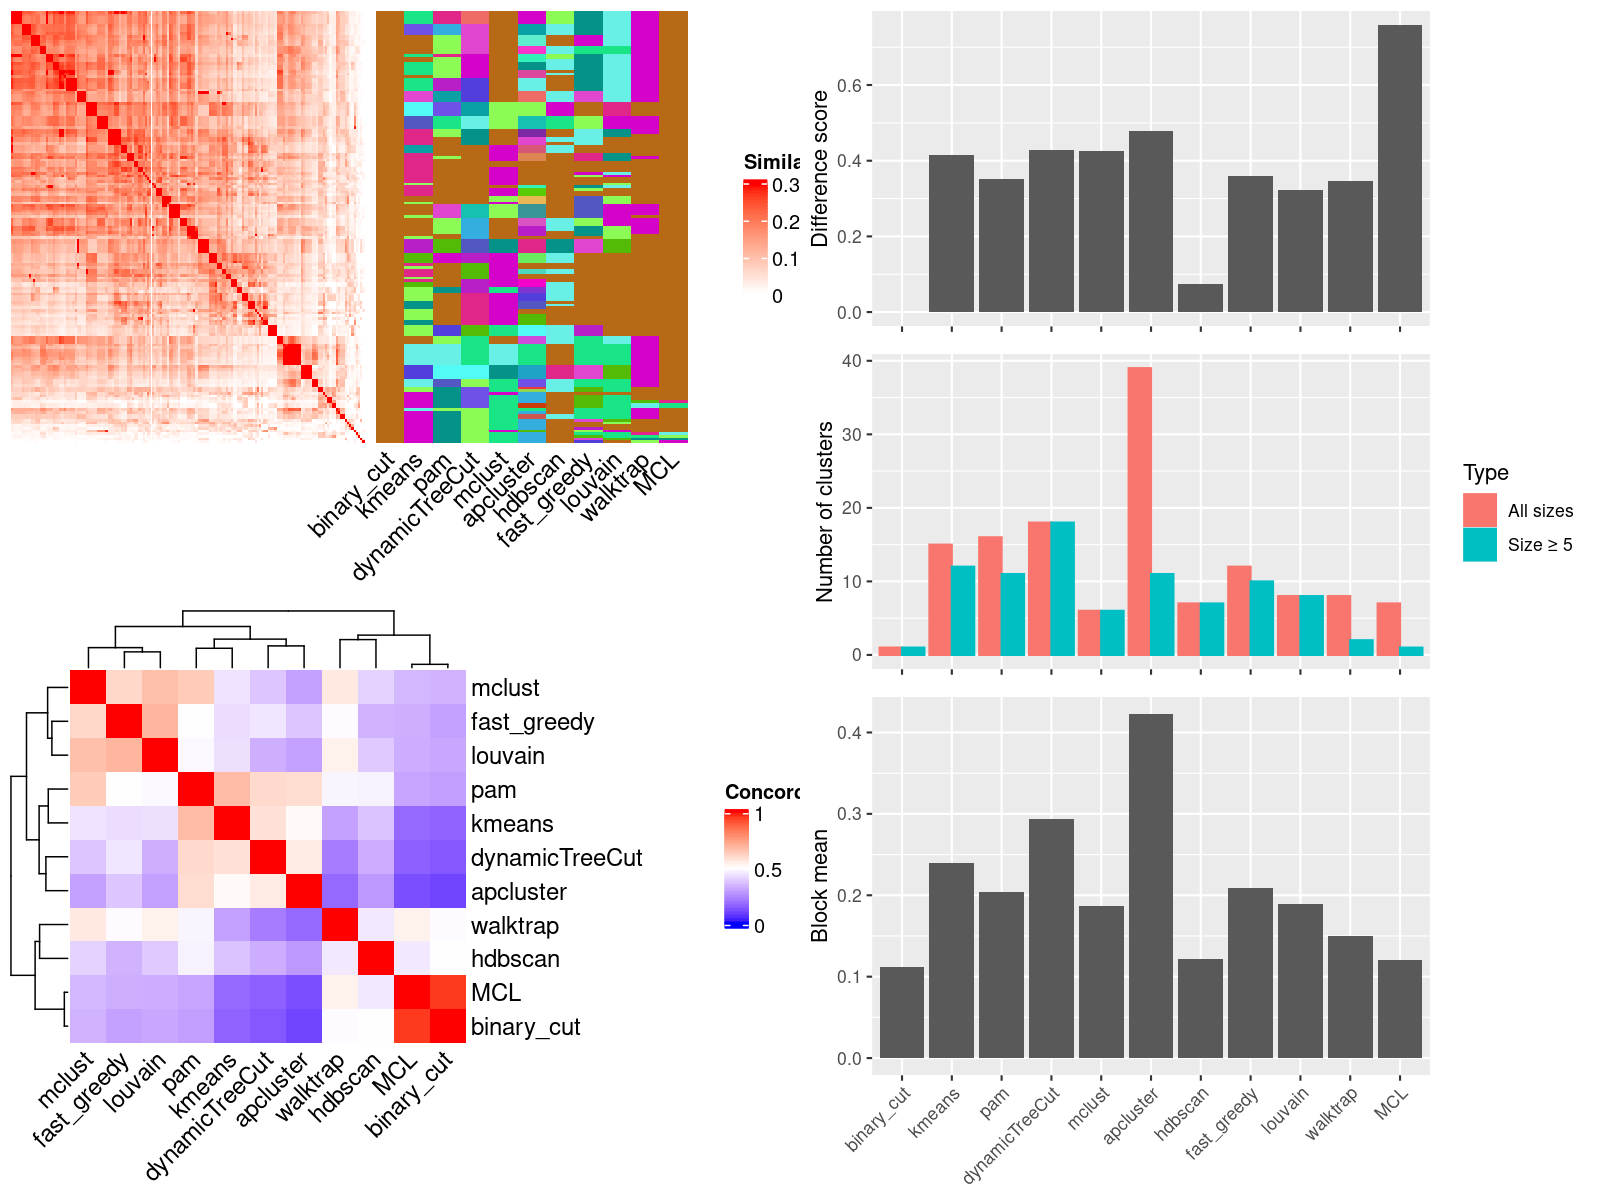 Simila
0.3
0.2
0.1
0
binary_cut
kmeans
pam
dynamicTreeCut
mclust
apcluster
hdbscan
fast_greedy
louvain
walktrap
MCL
mclust
fast_greedy
louvain
pam
kmeans
dynamicTreeCut
apcluster
walktrap
hdbscan
MCL
binary_cut
mclust
fast_greedy
louvain
pam
kmeans
dynamicTreeCut
apcluster
walktrap
hdbscan
MCL
binary_cut
Concord
1
0.5
0
Difference score
0.6
0.4
0.2
0.0
Number of clusters
40
30
20
10
0
Type
All sizes
Size ≥ 5
Block mean
0.4
0.3
0.2
0.1
0.0
binary_cut
kmeans
pam
dynamicTreeCut
mclust
apcluster
hdbscan
fast_greedy
louvain
walktrap
MCL